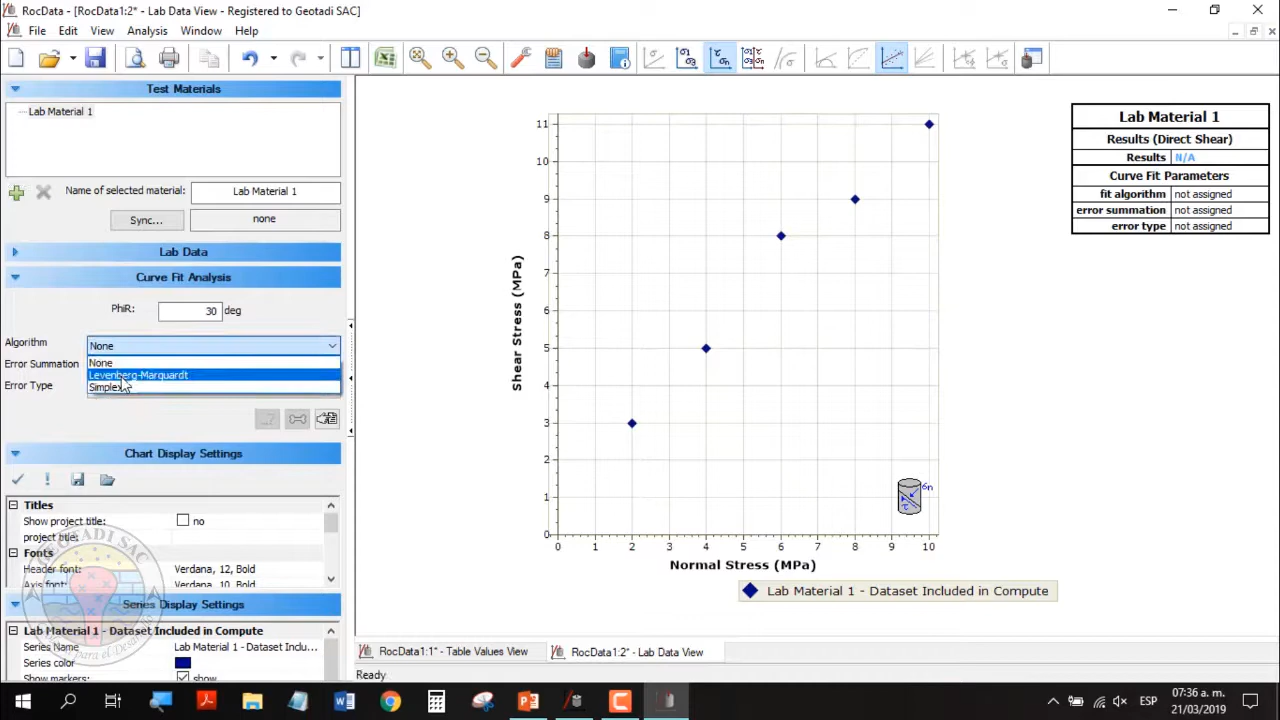 RocData - [RocData1:2* - Lab Data View - Registered to Geotadi SAC]
File Edit View Analysis Window Help
Test Materials
Lab Material 1
Name of selected material: Lab Material 1
Sync... none
Lab Data
Curve Fit Analysis
PhiR: 30 deg
Algorithm None
Error Summation
Error Type
None
Levenberg-Marquardt
Simplex
Chart Display Settings
Titles
Show project title: no
project title:
Fonts
Header font: Verdana, 12, Bold
Axis font: Verdana, 10, Bold
Series Display Settings
Lab Material 1 - Dataset Included in Compute
Series Name Lab Material 1 - Dataset Inclu...
Series color
Show markers: show
GEOTADI SAC
11
10
9
8
7
6
5
4
3
2
1
0
Shear Stress (MPa)
0 1 2 3 4 5 6 7 8 9 10
Normal Stress (MPa)
Lab Material 1 - Dataset Included in Compute
Lab Material 1
Results (Direct Shear)
Results N/A
Curve Fit Parameters
fit algorithm not assigned
error summation not assigned
error type not assigned
RocData1:1* - Table Values View
RocData1:2* - Lab Data View
Ready
ESP
07:36 a. m.
21/03/2019